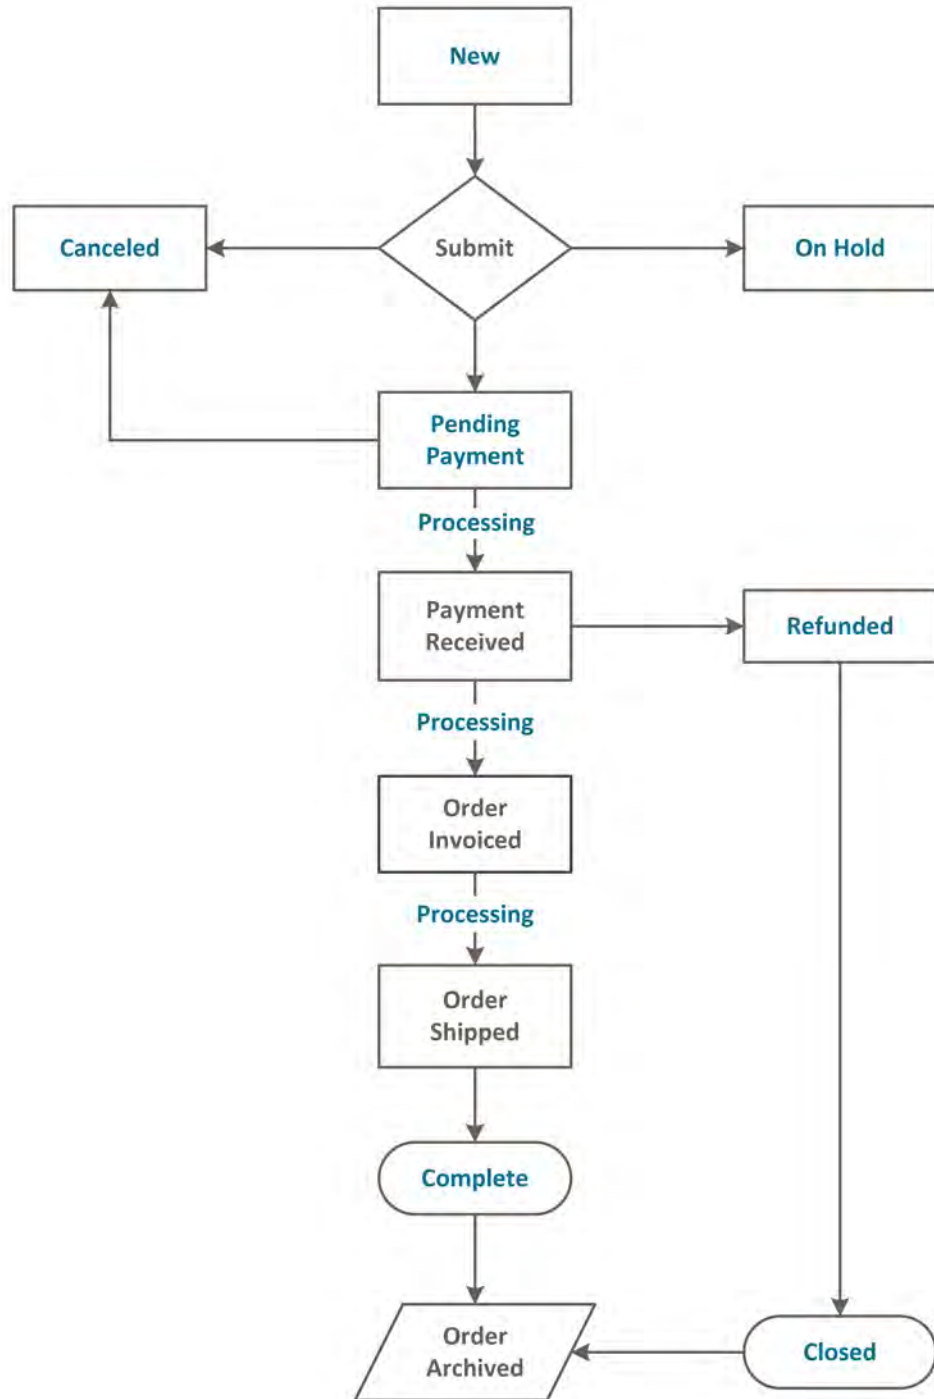 New
Canceled
Submit
On Hold
Pending
Payment
Processing
Payment
Received
Refunded
Processing
Order
Invoiced
Processing
Order
Shipped
Complete
Order
Archived
Closed